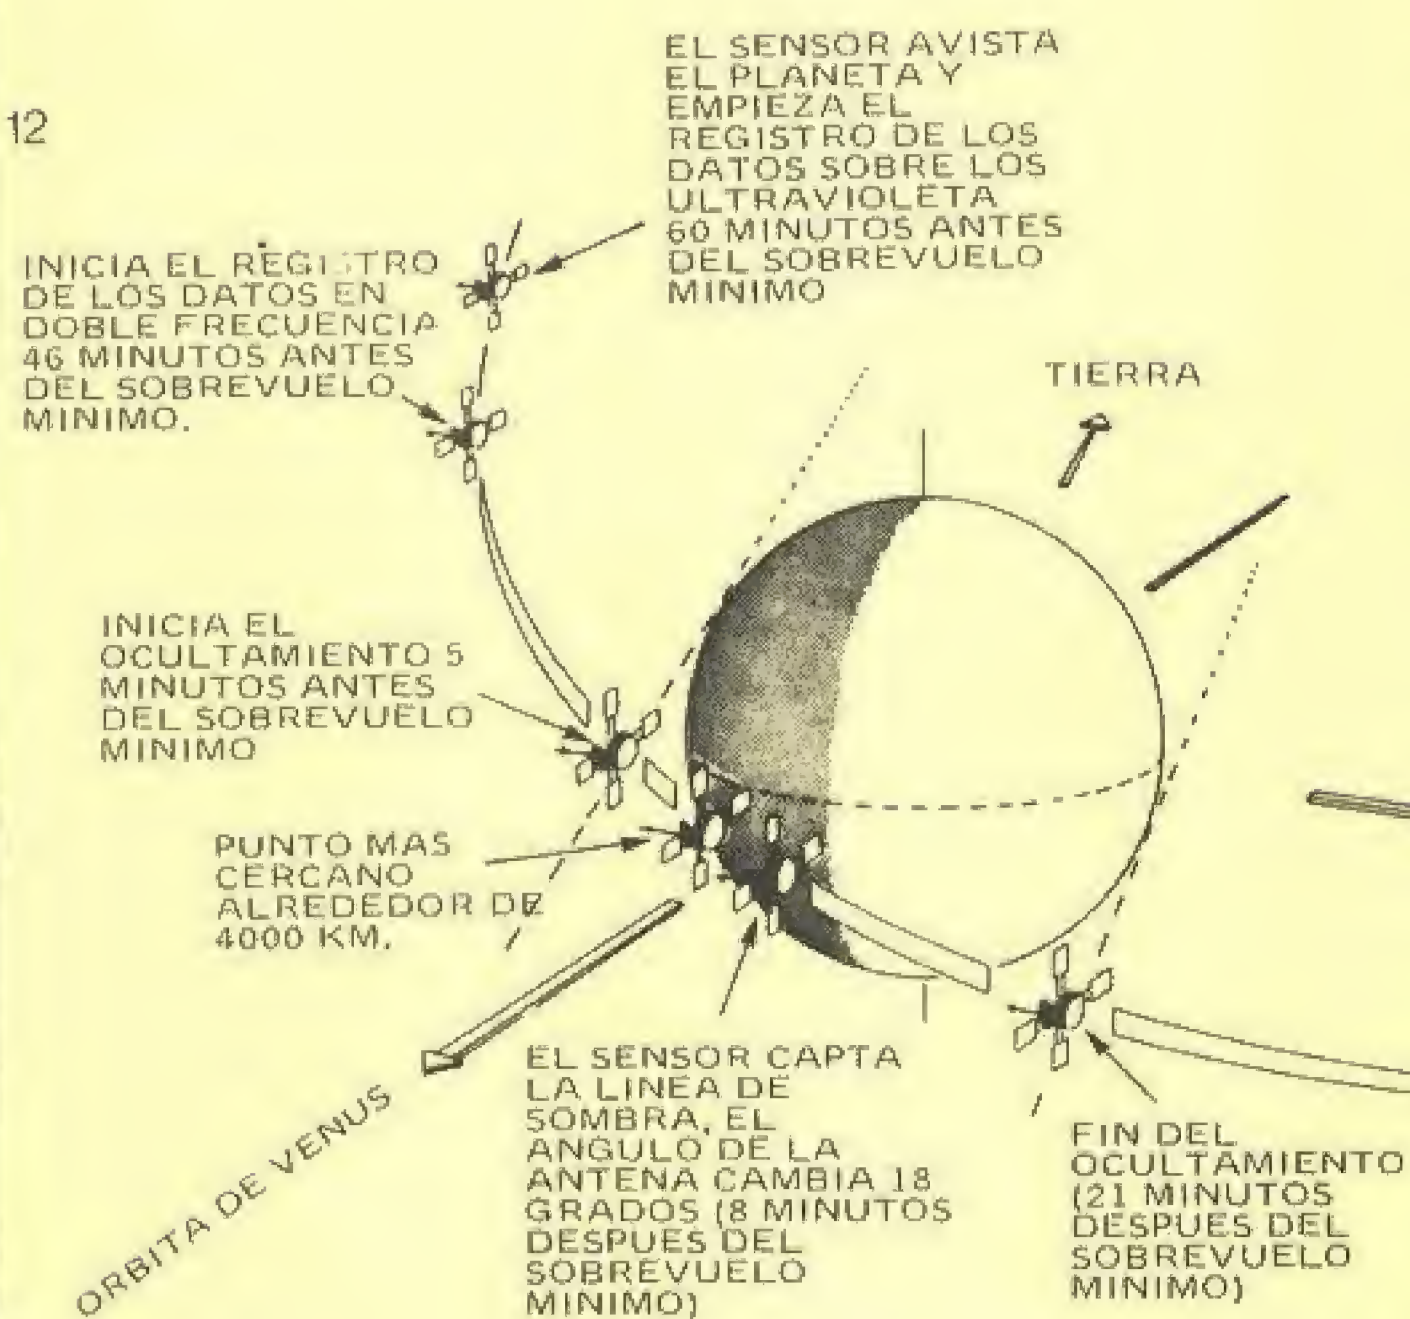 12
EL SENSOR AVISTA
EL PLANETA Y
EMPIEZA EL
REGISTRO DE LOS
DATOS SOBRE LOS
ULTRAVIOLETA
60 MINUTOS ANTES
DEL SOBREVUELO
MINIMO
INICIA EL REGISTRO
DE LOS DATOS EN
DOBLE FRECUENCIA
46 MINUTOS ANTES
DEL SOBREVUELO
MINIMO.
TIERRA
INICIA EL
OCULTAMIENTO 5
MINUTOS ANTES
DEL SOBREVUELO
MINIMO
PUNTO MAS
CERCANO
ALREDEDOR DE
4000 KM.
ORBITA DE VENUS
EL SENSOR CAPTA
LA LINEA DE
SOMBRA, EL
ANGULO DE LA
ANTENA CAMBIA 18
GRADOS (8 MINUTOS
DESPUES DEL
SOBREVUELO
MINIMO)
FIN DEL
OCULTAMIENTO
(21 MINUTOS
DESPUES DEL
SOBREVUELO
MINIMO)